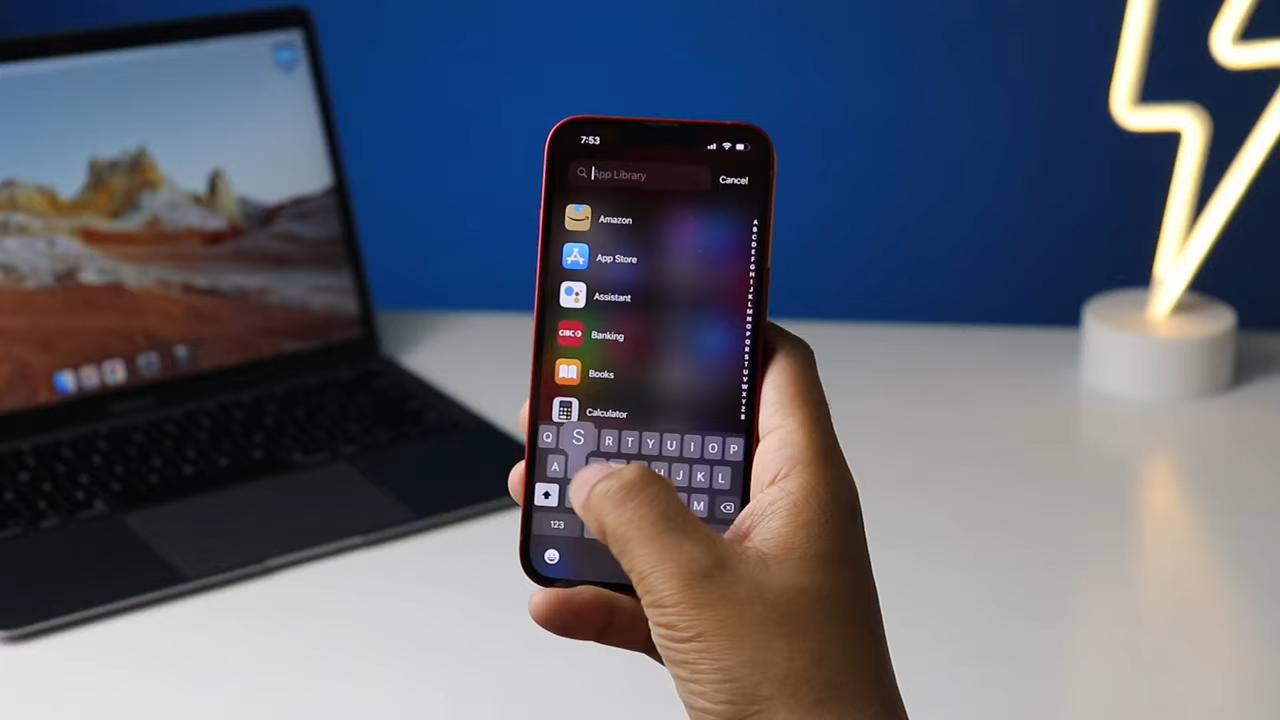 7:53
App Library
Cancel
Amazon
App Store
Assistant
CIBC
Banking
Books
Calculator
A
B
C
D
E
F
G
H
I
J
K
L
M
N
O
P
Q
R
S
T
U
V
W
X
Y
Z
#
Q S R T Y U I O P
A H J K L
M
123